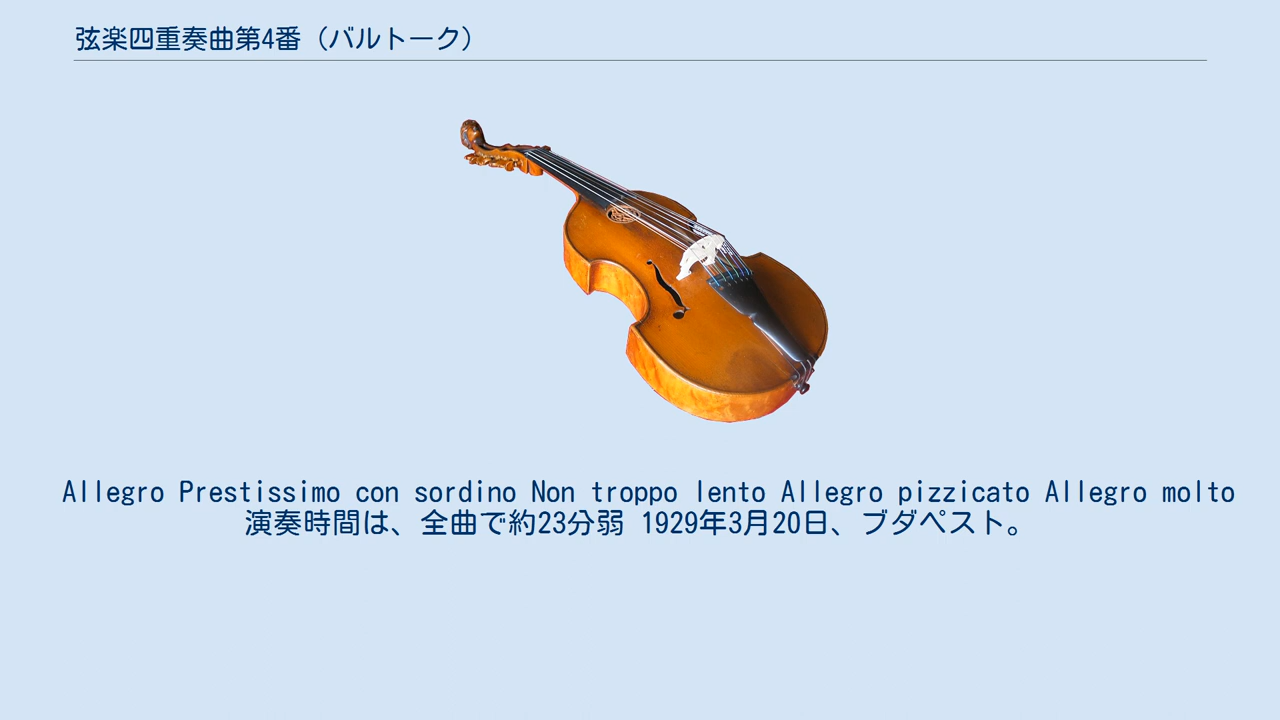 弦楽四重奏曲第4番（バルトーク）
Allegro Prestissimo con sordino Non troppo lento Allegro pizzicato Allegro molto
演奏時間は、全曲で約23分弱 1929年3月20日、ブダペスト。